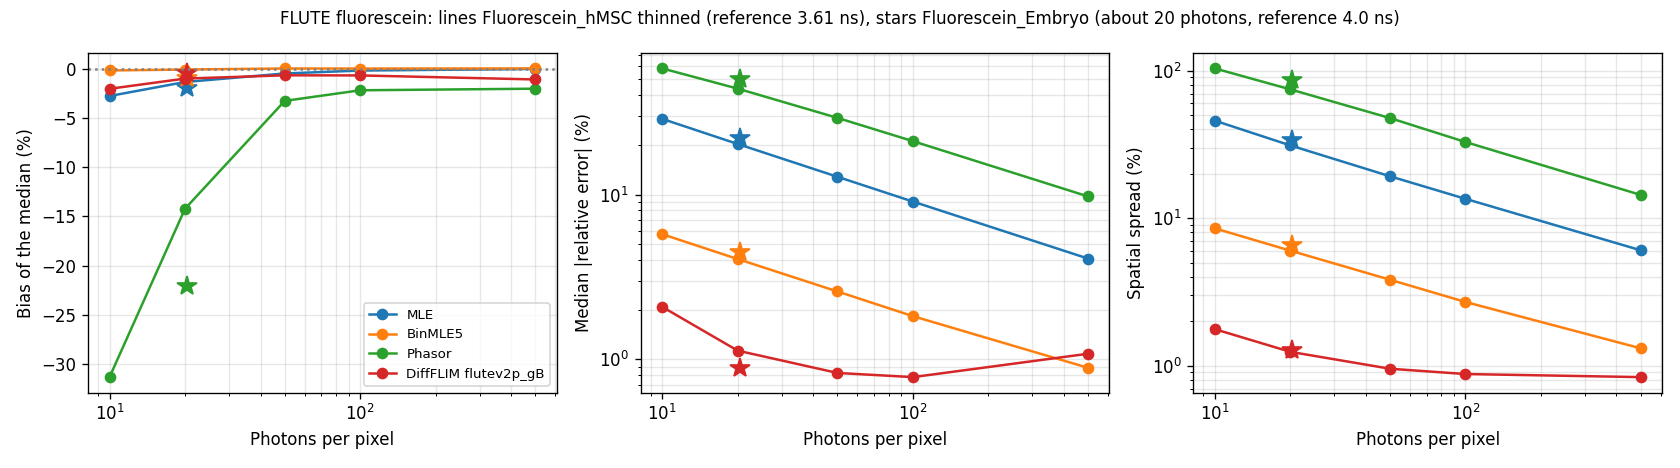 FLUTE fluorescein: lines Fluorescein_hMSC thinned (reference 3.61 ns), stars Fluorescein_Embryo (about 20 photons, reference 4.0 ns)
Bias of the median (%)
0
−5
−10
−15
−20
−25
−30
10¹
10²
Photons per pixel
MLE
BinMLE5
Phasor
DiffFLIM flutev2p_gB
Median |relative error| (%)
10¹
10⁰
10¹
10²
Photons per pixel
Spatial spread (%)
10²
10¹
10⁰
10¹
10²
Photons per pixel